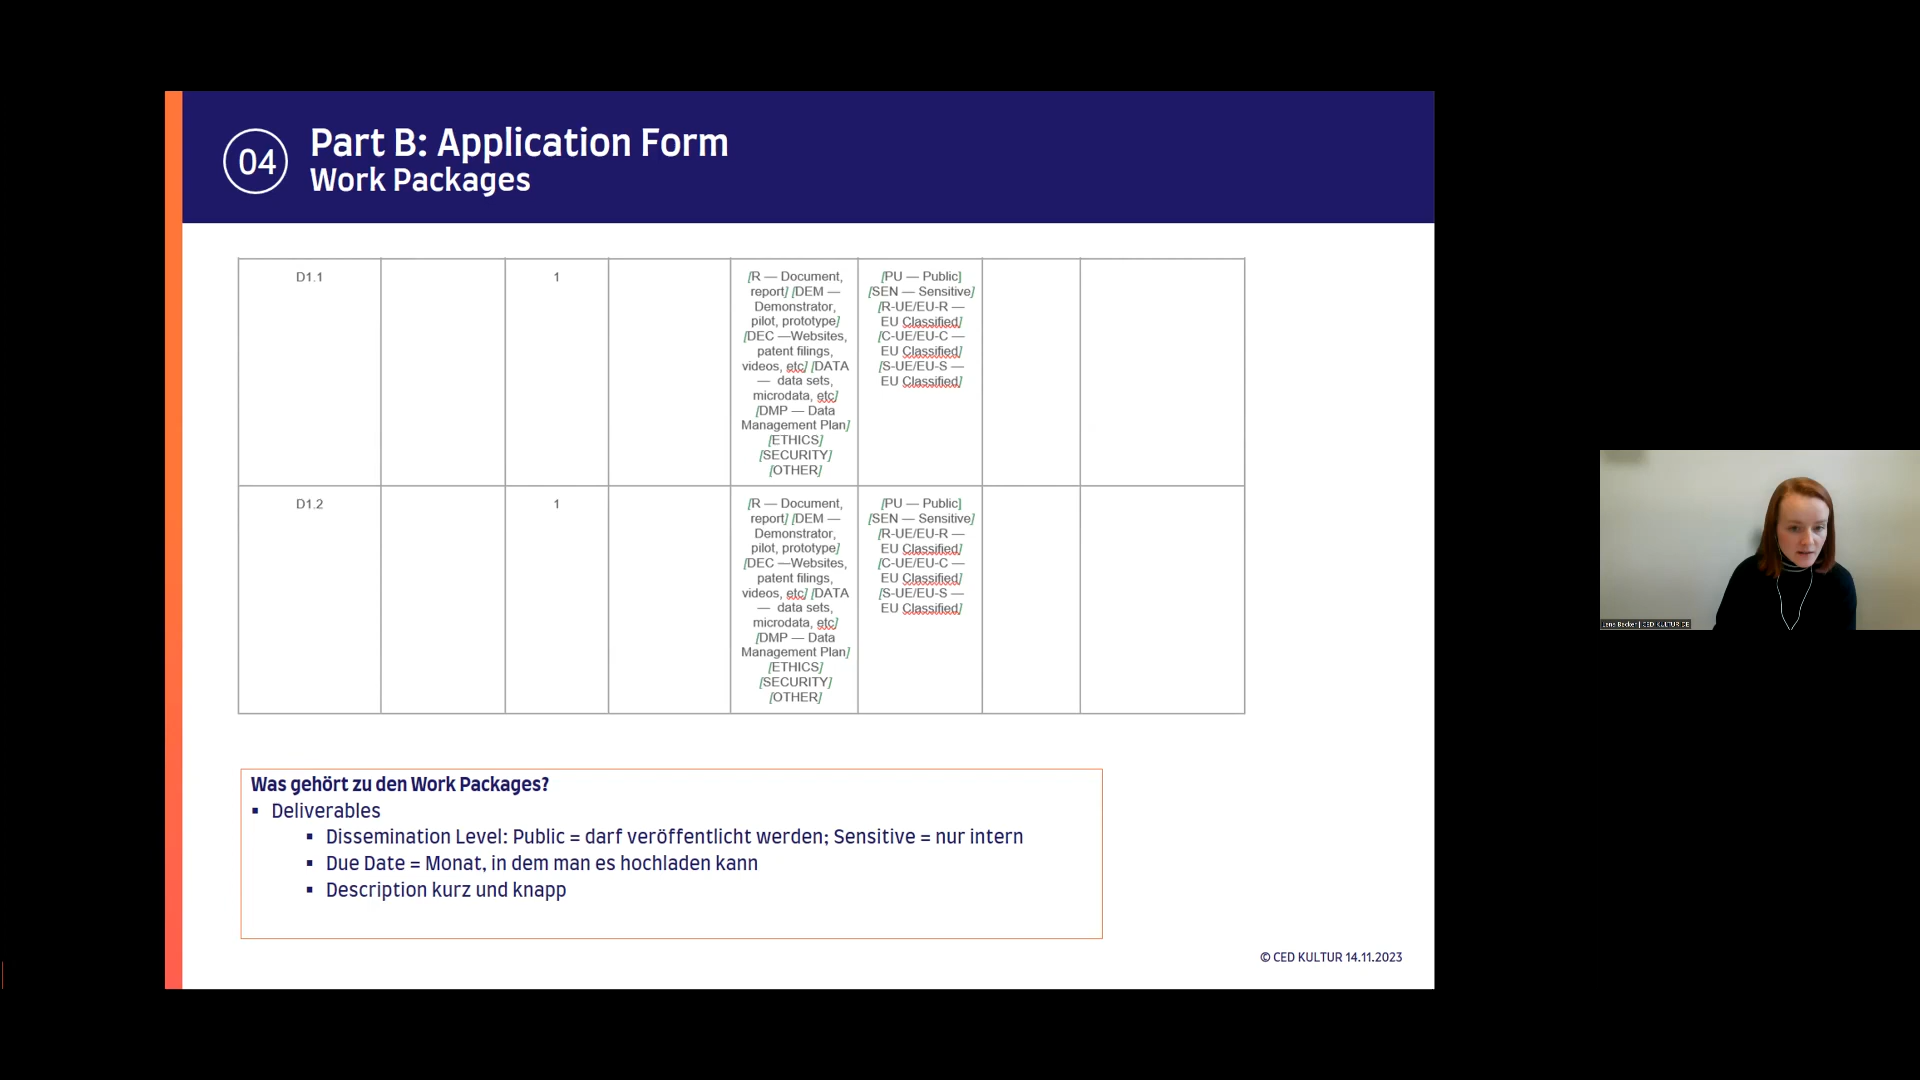 04
Part B: Application Form
Work Packages
D1.1
1
[R — Document,
report] [DEM —
Demonstrator,
pilot, prototype]
[DEC —Websites,
patent filings,
videos, etc] [DATA
— data sets,
microdata, etc]
[DMP — Data
Management Plan]
[ETHICS]
[SECURITY]
[OTHER]
[PU — Public]
[SEN — Sensitive]
[R-UE/EU-R —
EU Classified]
[C-UE/EU-C —
EU Classified]
[S-UE/EU-S —
EU Classified]
D1.2
1
[R — Document,
report] [DEM —
Demonstrator,
pilot, prototype]
[DEC —Websites,
patent filings,
videos, etc] [DATA
— data sets,
microdata, etc]
[DMP — Data
Management Plan]
[ETHICS]
[SECURITY]
[OTHER]
[PU — Public]
[SEN — Sensitive]
[R-UE/EU-R —
EU Classified]
[C-UE/EU-C —
EU Classified]
[S-UE/EU-S —
EU Classified]
Was gehört zu den Work Packages?
▪ Deliverables
▪ Dissemination Level: Public = darf veröffentlicht werden; Sensitive = nur intern
▪ Due Date = Monat, in dem man es hochladen kann
▪ Description kurz und knapp
© CED KULTUR 14.11.2023
Lena Becker | CED KULTUR DE